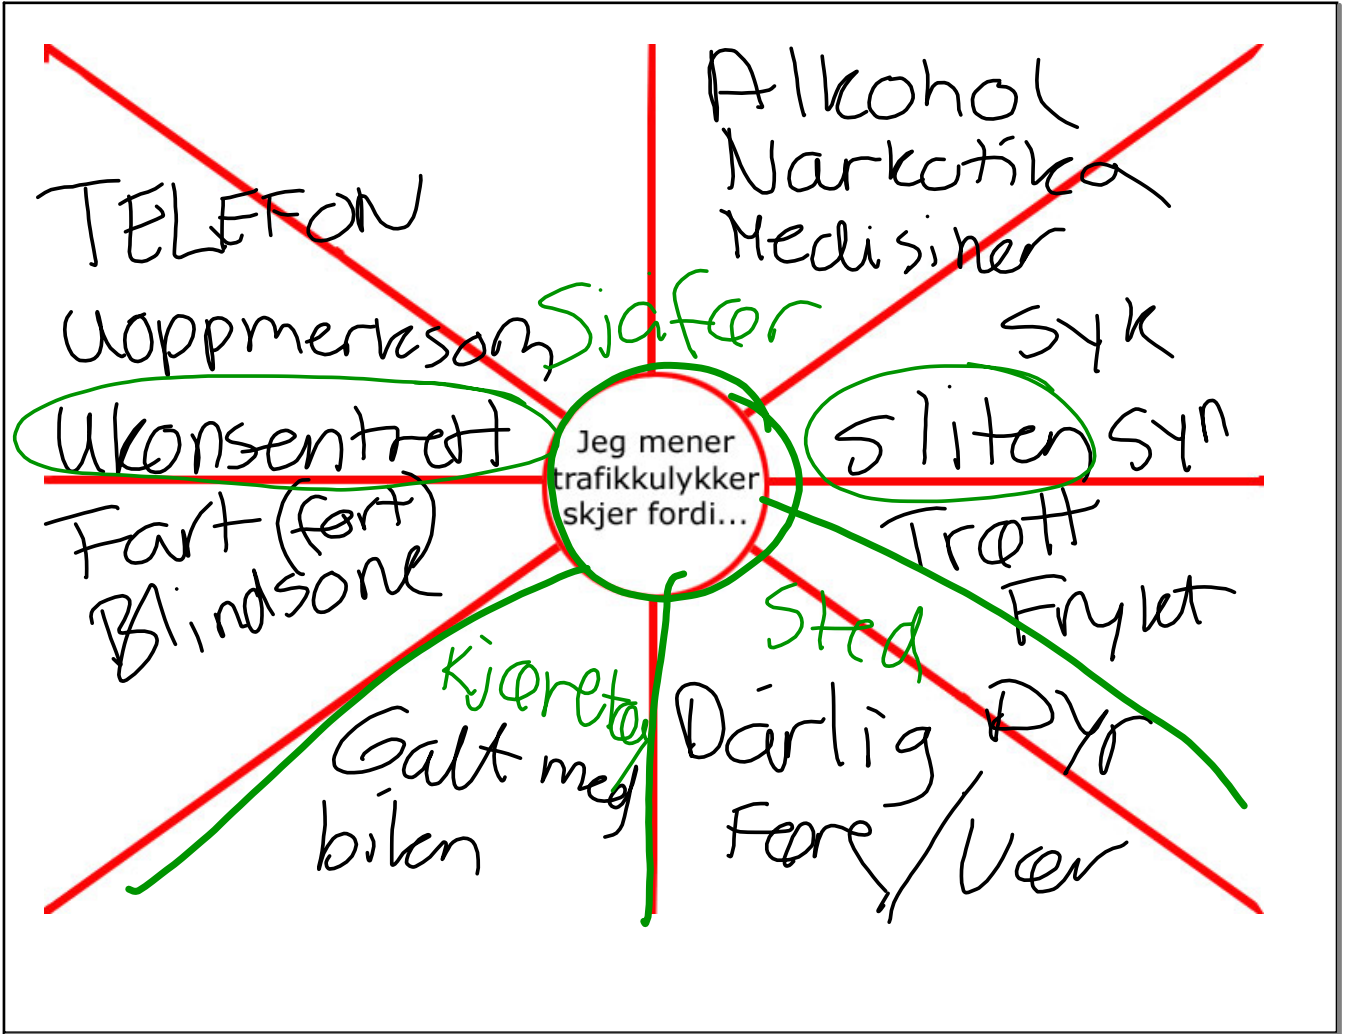 Alkohol
Narkotika
Medisiner
TELEFON
Uoppmerksom
Sjåfør
Syk
Ukonsentrert
Sliten
Syn
Jeg mener
trafikkulykker
skjer fordi...
Fart (fort)
Blindsone
Trøtt
Frykt
Sted
Kjøretøy
Galt med
bilen
Dårlig
Føre/Vær
Dyr